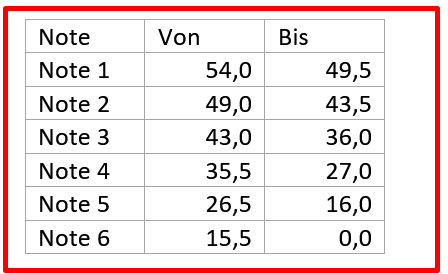 Note Von Bis
Note 1 54,0 49,5
Note 2 49,0 43,5
Note 3 43,0 36,0
Note 4 35,5 27,0
Note 5 26,5 16,0
Note 6 15,5 0,0